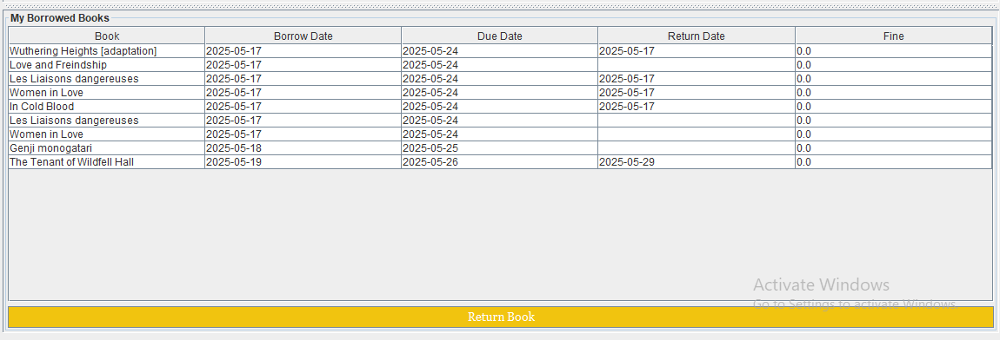 My Borrowed Books
Book Borrow Date Due Date Return Date Fine
Wuthering Heights [adaptation] 2025-05-17 2025-05-24 2025-05-17 0.0
Love and Freindship 2025-05-17 2025-05-24 0.0
Les Liaisons dangereuses 2025-05-17 2025-05-24 2025-05-17 0.0
Women in Love 2025-05-17 2025-05-24 2025-05-17 0.0
In Cold Blood 2025-05-17 2025-05-24 2025-05-17 0.0
Les Liaisons dangereuses 2025-05-17 2025-05-24 0.0
Women in Love 2025-05-17 2025-05-24 0.0
Genji monogatari 2025-05-18 2025-05-25 0.0
The Tenant of Wildfell Hall 2025-05-19 2025-05-26 2025-05-29 0.0
Activate Windows
Go to Settings to activate Windows.
Return Book